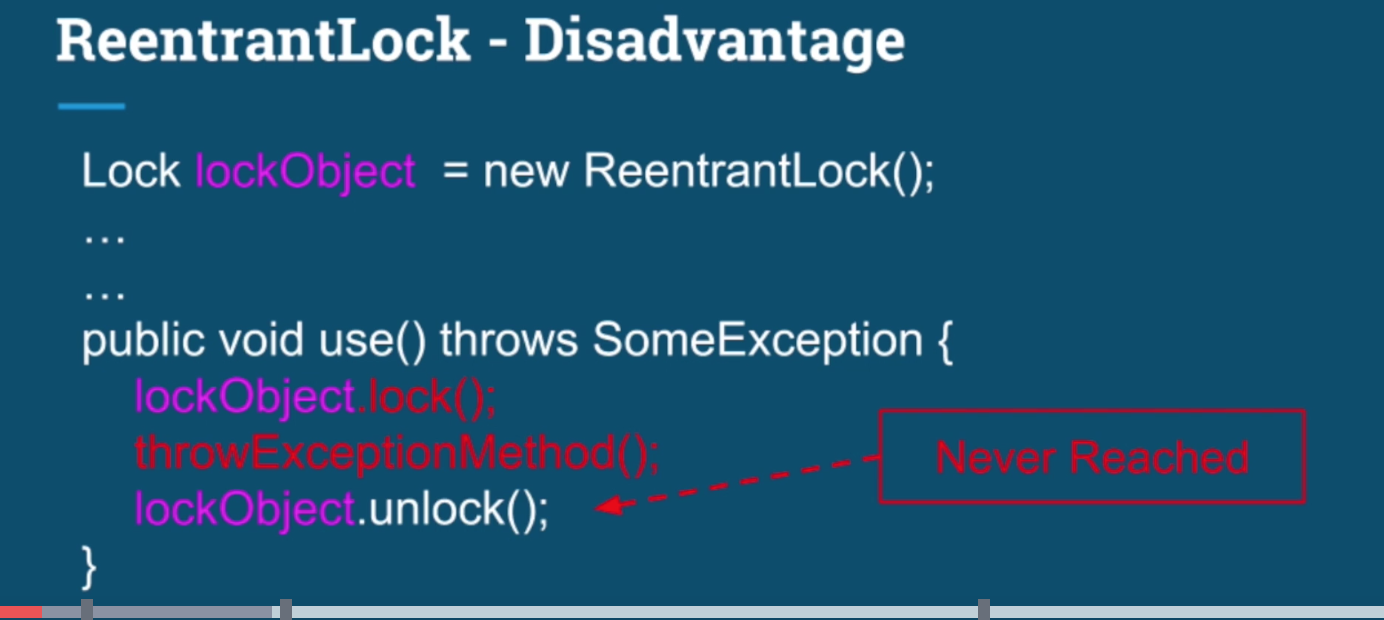 ReentrantLock - Disadvantage
Lock lockObject = new ReentrantLock();
...
...
public void use() throws SomeException {
lockObject.lock();
throwExceptionMethod();
Never Reached
lockObject.unlock();
}